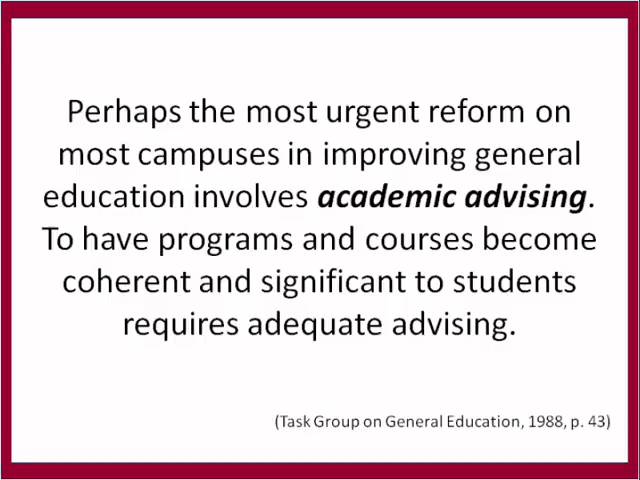 Perhaps the most urgent reform on
most campuses in improving general
education involves academic advising.
To have programs and courses become
coherent and significant to students
requires adequate advising.
(Task Group on General Education, 1988, p. 43)